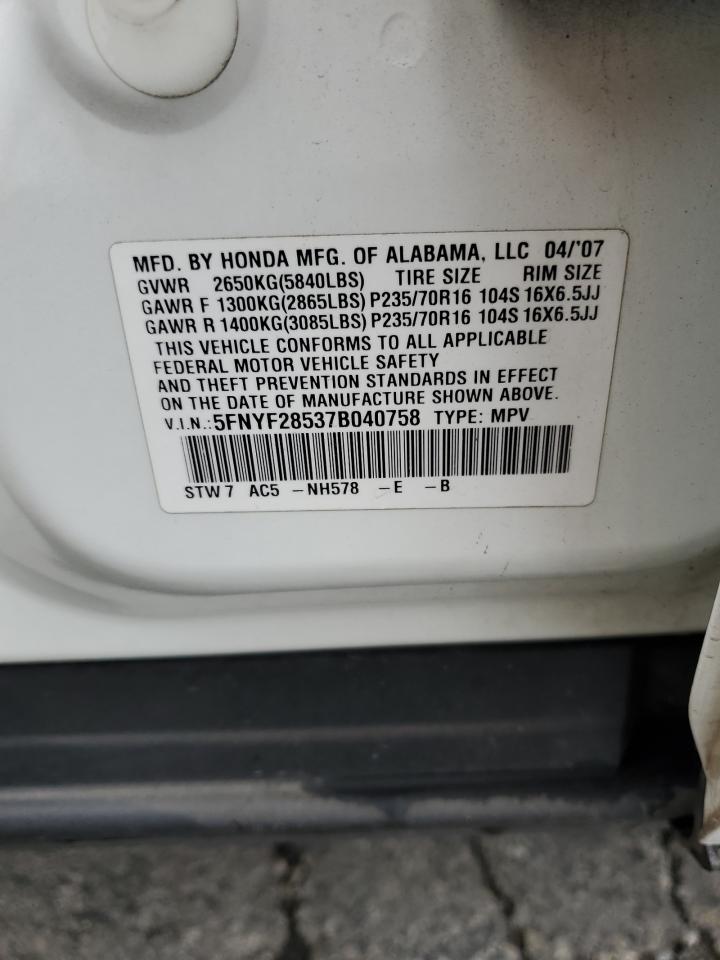 MFD. BY HONDA MFG. OF ALABAMA, LLC 04/'07
GVWR 2650KG(5840LBS) TIRE SIZE RIM SIZE
GAWR F 1300KG(2865LBS) P235/70R16 104S 16X6.5JJ
GAWR R 1400KG(3085LBS) P235/70R16 104S 16X6.5JJ
THIS VEHICLE CONFORMS TO ALL APPLICABLE
FEDERAL MOTOR VEHICLE SAFETY
AND THEFT PREVENTION STANDARDS IN EFFECT
ON THE DATE OF MANUFACTURE SHOWN ABOVE.
V.I.N.: 5FNYF28537B040758 TYPE: MPV
STW7 AC5 -NH578 -E -B